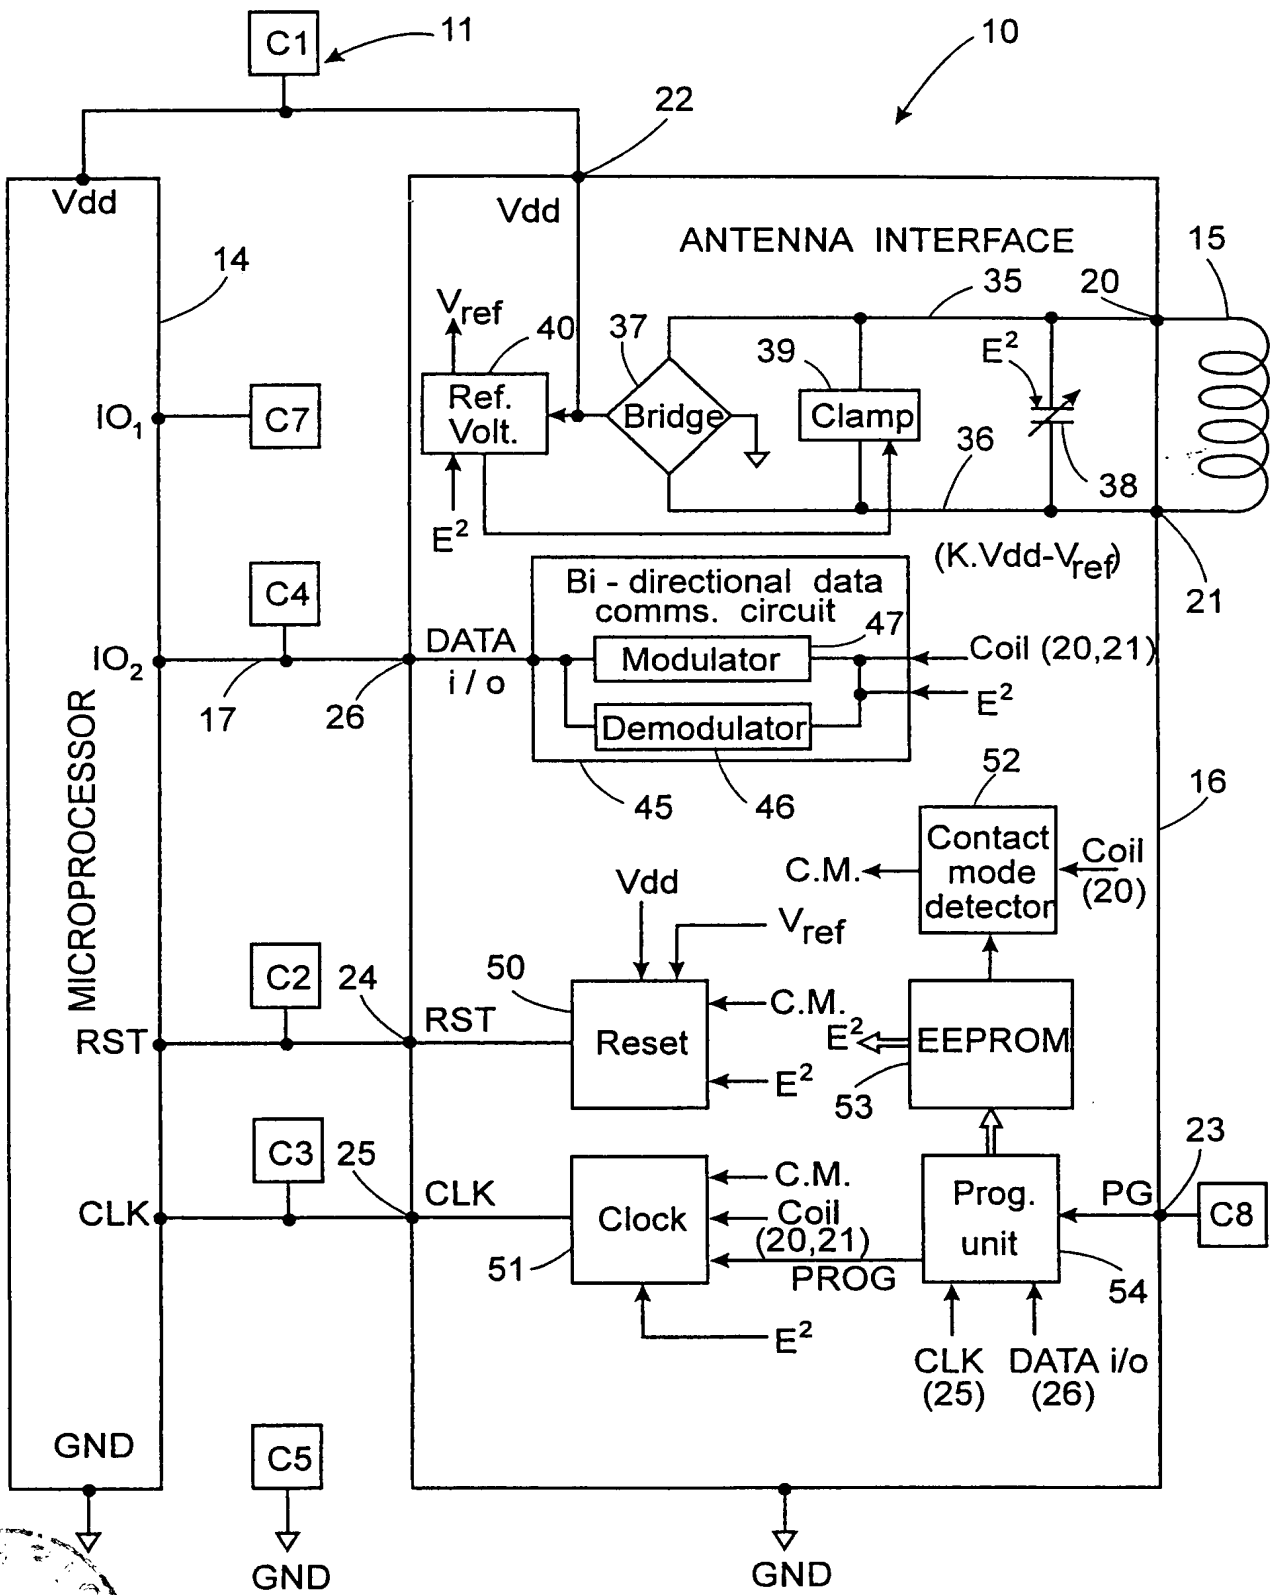 C1
11
10
22
Vdd
Vdd
ANTENNA INTERFACE
15
14
Vref
40
37
39
35
20
E²
Ref.
Volt.
Bridge
Clamp
IO1
C7
36
38
E²
(K.Vdd-Vref)
21
C4
Bi - directional data
comms. circuit
47
IO2
DATA
i / o
Modulator
Coil (20,21)
E²
17
26
Demodulator
45
46
52
16
MICROPROCESSOR
Contact
mode
detector
C.M.
Coil
(20)
Vdd
Vref
C2
24
50
RST
RST
Reset
C.M.
E²
E²
EEPROM
53
C3
25
23
CLK
CLK
Clock
C.M.
Coil
(20,21)
PROG
Prog.
unit
PG
C8
51
54
E²
CLK
(25)
DATA i/o
(26)
GND
C5
GND
GND